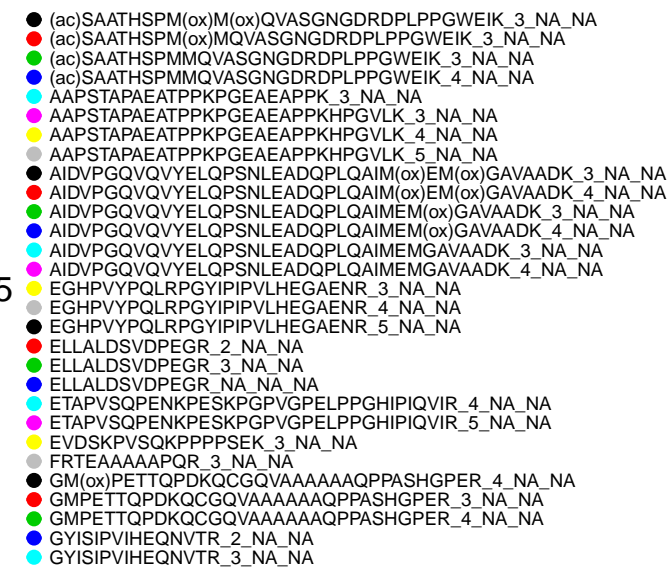 (ac)SAATHSPM(ox)M(ox)QVASGNGDRDPLPPGWEIK_3_NA_NA
(ac)SAATHSPM(ox)MQVASGNGDRDPLPPGWEIK_3_NA_NA
(ac)SAATHSPMMQVASGNGDRDPLPPGWEIK_3_NA_NA
(ac)SAATHSPMMQVASGNGDRDPLPPGWEIK_4_NA_NA
AAPSTAPAEATPPKPGEAEAPPK_3_NA_NA
AAPSTAPAEATPPKPGEAEAPPKHPGVLK_3_NA_NA
AAPSTAPAEATPPKPGEAEAPPKHPGVLK_4_NA_NA
AAPSTAPAEATPPKPGEAEAPPKHPGVLK_5_NA_NA
AIDVPGQVQVYELQPSNLEADQPLQAIM(ox)EM(ox)GAVAADK_3_NA_NA
AIDVPGQVQVYELQPSNLEADQPLQAIM(ox)EM(ox)GAVAADK_4_NA_NA
AIDVPGQVQVYELQPSNLEADQPLQAIMEM(ox)GAVAADK_3_NA_NA
AIDVPGQVQVYELQPSNLEADQPLQAIMEM(ox)GAVAADK_4_NA_NA
AIDVPGQVQVYELQPSNLEADQPLQAIMEMGAVAADK_3_NA_NA
AIDVPGQVQVYELQPSNLEADQPLQAIMEMGAVAADK_4_NA_NA
5 EGHPVYPQLRPGYIPIPVLHEGAENR_3_NA_NA
EGHPVYPQLRPGYIPIPVLHEGAENR_4_NA_NA
EGHPVYPQLRPGYIPIPVLHEGAENR_5_NA_NA
ELLALDSVDPEGR_2_NA_NA
ELLALDSVDPEGR_3_NA_NA
ELLALDSVDPEGR_NA_NA_NA
ETAPVSQPENKPESKPGPVGPELPPGHIPIQVIR_4_NA_NA
ETAPVSQPENKPESKPGPVGPELPPGHIPIQVIR_5_NA_NA
EVDSKPVSQKPPPPSEK_3_NA_NA
FRTEAAAAAPQR_3_NA_NA
GM(ox)PETTQPDKQCGQVAAAAAAQPPASHGPER_4_NA_NA
GMPETTQPDKQCGQVAAAAAAQPPASHGPER_3_NA_NA
GMPETTQPDKQCGQVAAAAAAQPPASHGPER_4_NA_NA
GYISIPVIHEQNVTR_2_NA_NA
GYISIPVIHEQNVTR_3_NA_NA